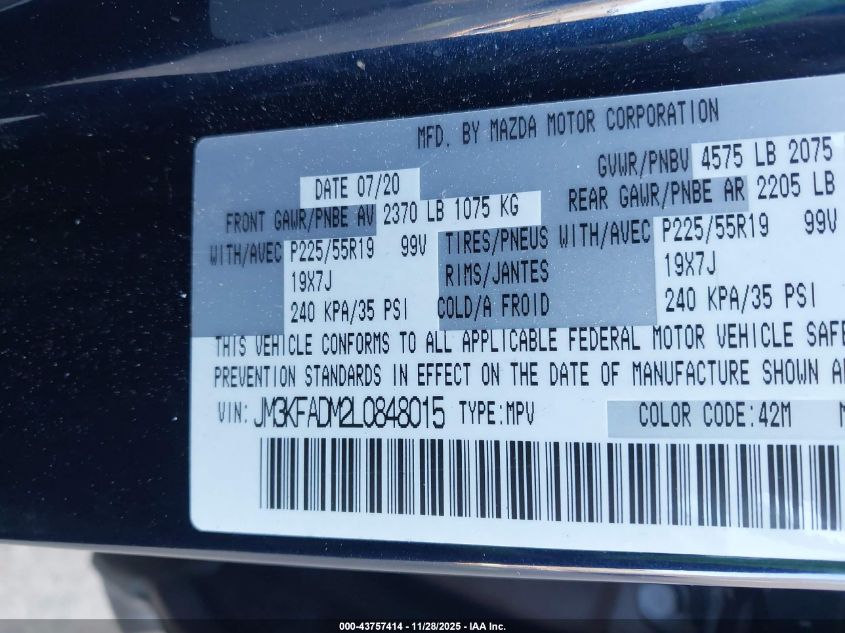 MFD. BY MAZDA MOTOR CORPORATION
DATE 07/20 GVWR/PNBV 4575 LB 2075
FRONT GAWR/PNBE AV 2370 LB 1075 KG REAR GAWR/PNBE AR 2205 LB
WITH/AVEC P225/55R19 99V TIRES/PNEUS WITH/AVEC P225/55R19 99V
19X7J RIMS/JANTES 19X7J
240 KPA/35 PSI COLD/A FROID 240 KPA/35 PSI
THIS VEHICLE CONFORMS TO ALL APPLICABLE FEDERAL MOTOR VEHICLE SAFE
PREVENTION STANDARDS IN EFFECT ON THE DATE OF MANUFACTURE SHOWN
VIN: JM3KFADM2L0848015 TYPE:MPV COLOR CODE:42M
000-43757414 - 11/28/2025 - IAA Inc.